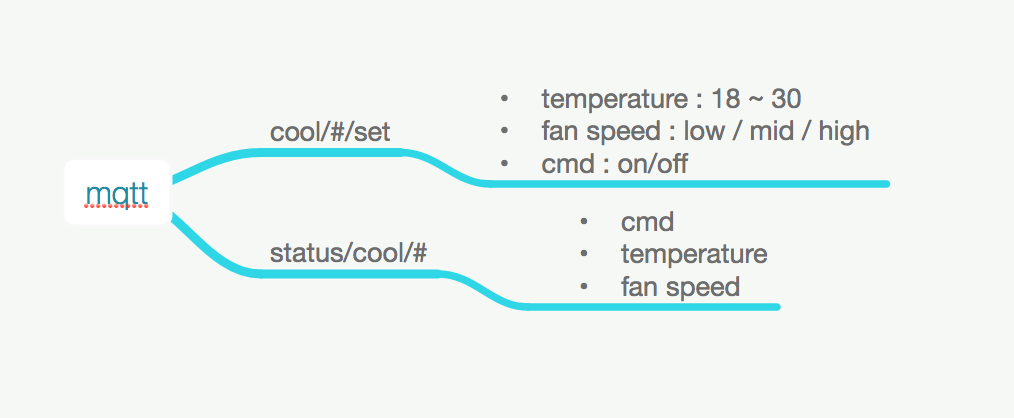 mqtt
cool/#/set
• temperature : 18 ~ 30
• fan speed : low / mid / high
• cmd : on/off
status/cool/#
• cmd
• temperature
• fan speed